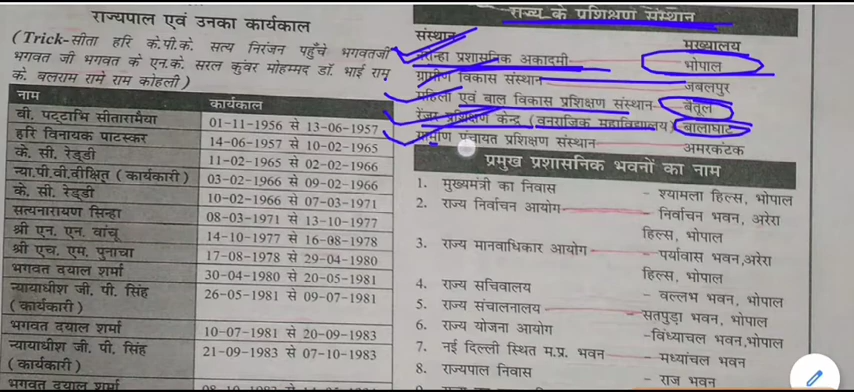 राज्यपाल एवं उनका कार्यकाल
(Trick-सीता हरि के.पी.के. सत्य निरंजन पहुँचे भगवतजी
भगवत जी भगवत के एन.के. सरल कुंवर मोहम्मद डॉ. भाई राम
के. बलराम रामे राम कोहली)
नाम कार्यकाल
बी. पट्टाभि सीतारामैया 01-11-1956 से 13-06-1957
हरि विनायक पाटस्कर 14-06-1957 से 10-02-1965
के. सी. रेड्डी 11-02-1965 से 02-02-1966
न्या.पी.वी.दीक्षित (कार्यकारी) 03-02-1966 से 09-02-1966
के. सी. रेड्डी 10-02-1966 से 07-03-1971
सत्यनारायण सिन्हा 08-03-1971 से 13-10-1977
श्री एन. एन. वांचू 14-10-1977 से 16-08-1978
श्री एच. एम. पुनाचा 17-08-1978 से 29-04-1980
भगवत दयाल शर्मा 30-04-1980 से 20-05-1981
न्यायाधीश जी. पी. सिंह 26-05-1981 से 09-07-1981
(कार्यकारी)
भगवत दयाल शर्मा 10-07-1981 से 20-09-1983
न्यायाधीश जी. पी. सिंह 21-09-1983 से 07-10-1983
(कार्यकारी)
भगवत दयाल शर्मा
राज्य के प्रशिक्षण संस्थान
संस्थान मुख्यालय
नरोन्हा प्रशासनिक अकादमी भोपाल
ग्रामीण विकास संस्थान जबलपुर
महिला एवं बाल विकास प्रशिक्षण संस्थान- बैतूल
रेंजर प्रशिक्षण केन्द्र (वनराजिक महाविद्यालय) बालाघाट
ग्रामीण पंचायत प्रशिक्षण संस्थान- अमरकंटक
प्रमुख प्रशासनिक भवनों का नाम
1. मुख्यमंत्री का निवास - श्यामला हिल्स, भोपाल
2. राज्य निर्वाचन आयोग - निर्वाचन भवन, अरेरा
हिल्स, भोपाल
3. राज्य मानवाधिकार आयोग - पर्यावास भवन,अरेरा
हिल्स, भोपाल
4. राज्य सचिवालय - वल्लभ भवन, भोपाल
5. राज्य संचालनालय - सतपुड़ा भवन, भोपाल
6. राज्य योजना आयोग -विंध्याचल भवन,भोपाल
7. नई दिल्ली स्थित म.प्र. भवन - मध्यांचल भवन
8. राज्यपाल निवास - राज भवन